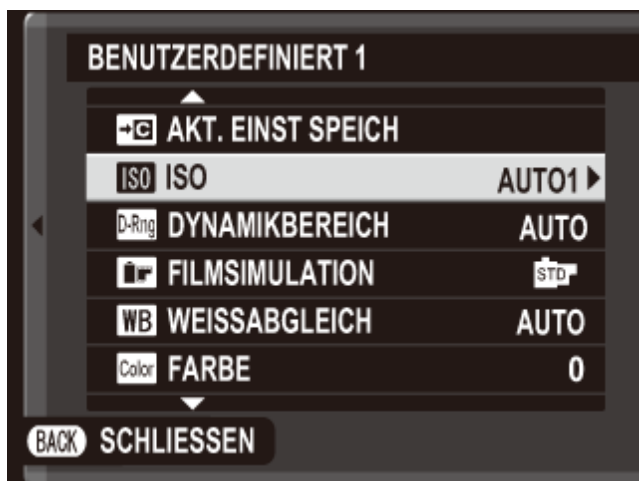 BENUTZERDEFINIERT 1
C AKT. EINST SPEICH
ISO ISO AUTO1
D-Rng DYNAMIKBEREICH AUTO
FILMSIMULATION STD
WB WEISSABGLEICH AUTO
Color FARBE 0
BACK SCHLIESSEN